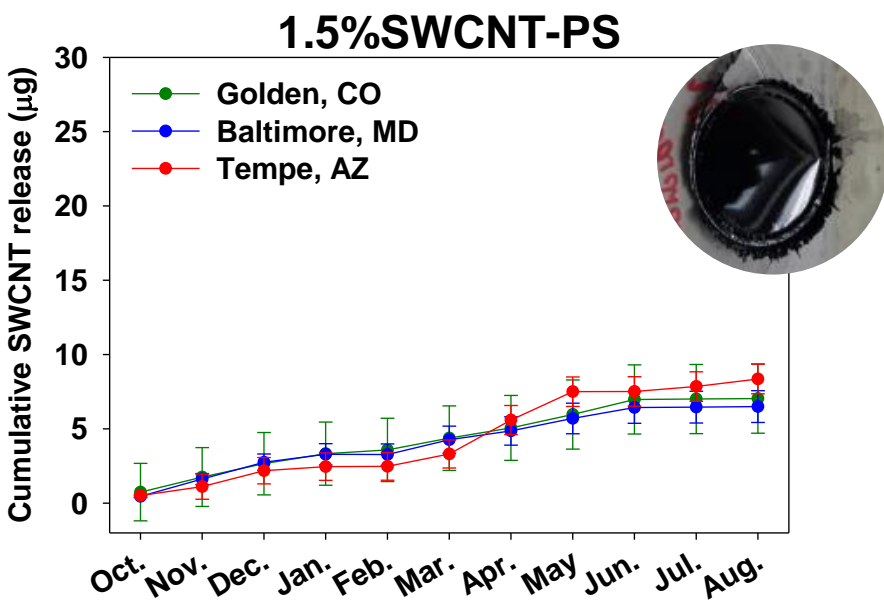 1.5%SWCNT-PS
Cumulative SWCNT release (μg)
30
25
20
15
10
5
0
Golden, CO
Baltimore, MD
Tempe, AZ
Oct. Nov. Dec. Jan. Feb. Mar. Apr. May Jun. Jul. Aug.